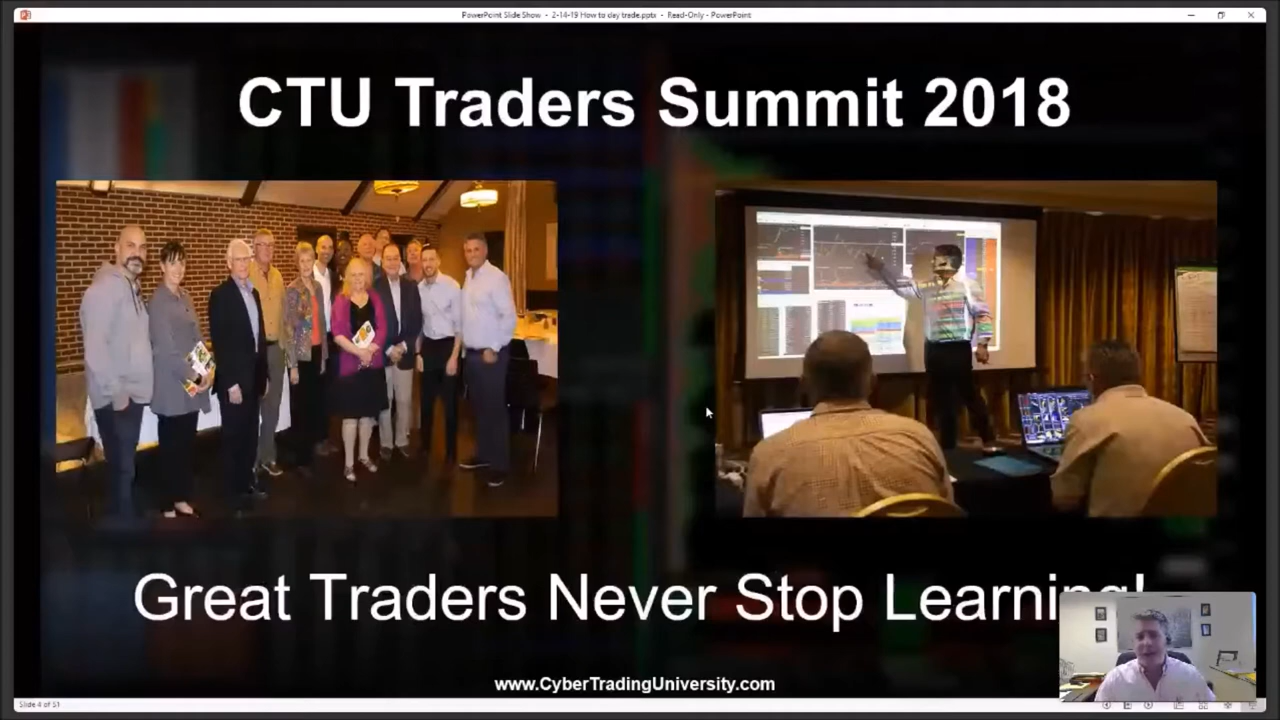 PowerPoint Slide Show - 2-14-19 How to day trade.pptx - Read-Only - PowerPoint
CTU Traders Summit 2018
Great Traders Never Stop Learning!
www.CyberTradingUniversity.com
Slide 4 of 51